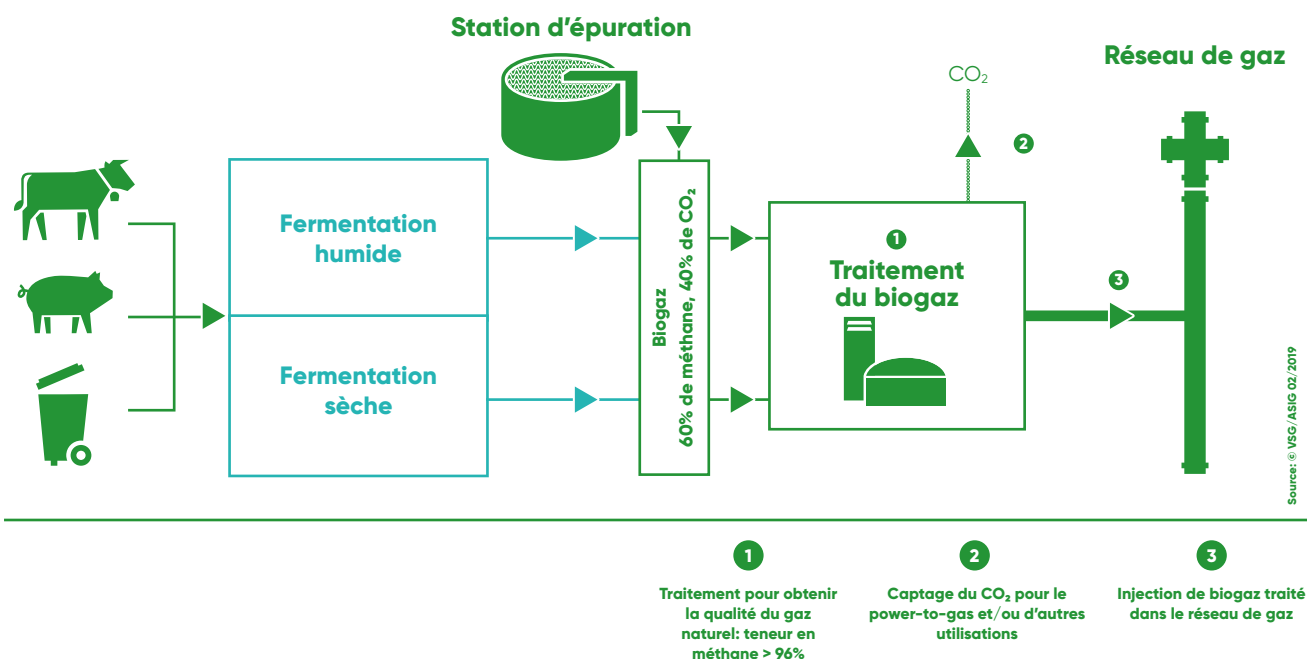 Station d'épuration
Réseau de gaz
CO₂
2
Fermentation
humide
Fermentation
sèche
Biogaz
60% de méthane, 40% de CO₂
1
Traitement
du biogaz
3
Source: © VSG/ASIG 02/2019
1
Traitement pour obtenir
la qualité du gaz
naturel: teneur en
méthane > 96%
2
Captage du CO₂ pour le
power-to-gas et/ou d'autres
utilisations
3
Injection de biogaz traité
dans le réseau de gaz